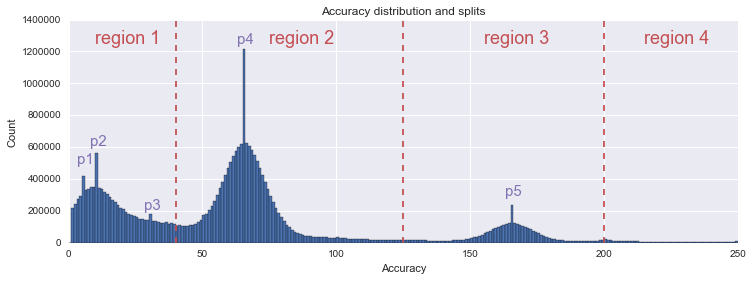 Accuracy distribution and splits
1400000
1200000
1000000
800000
600000
400000
200000
0
Count
region 1
region 2
region 3
region 4
p1
p2
p3
p4
p5
0
50
100
150
200
250
Accuracy